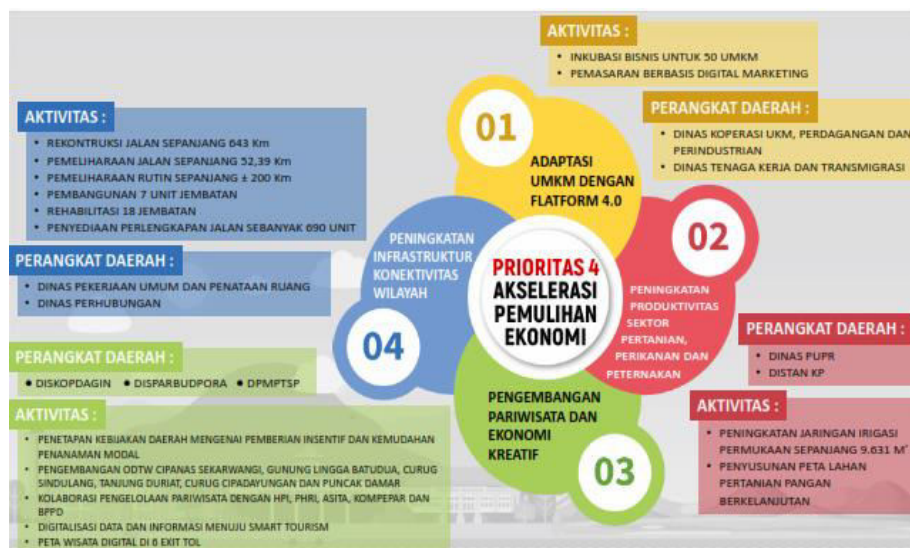 AKTIVITAS :
• INKUBASI BISNIS UNTUK 50 UMKM
• PEMASARAN BERBASIS DIGITAL MARKETING
PERANGKAT DAERAH :
• DINAS KOPERASI UKM, PERDAGANGAN DAN
PERINDUSTRIAN
• DINAS TENAGA KERJA DAN TRANSMIGRASI
01
ADAPTASI
UMKM DENGAN
FLATFORM 4.0
PRIORITAS 4
AKSELERASI
PEMULIHAN
EKONOMI
02
PENINGKATAN
PRODUKTIVITAS
SEKTOR
PERTANIAN,
PERIKANAN DAN
PETERNAKAN
PERANGKAT DAERAH :
• DINAS PUPR
• DISTAN KP
AKTIVITAS :
• PENINGKATAN JARINGAN IRIGASI
PERMUKAAN SEPANJANG 9.631 M'
• PENYUSUNAN PETA LAHAN
PERTANIAN PANGAN
BERKELANJUTAN
PENGEMBANGAN
PARIWISATA DAN
EKONOMI
KREATIF
03
PERANGKAT DAERAH :
• DISKOPDAGIN • DISPARBUDPORA • DPMPTSP
AKTIVITAS :
• PENETAPAN KEBIJAKAN DAERAH MENGENAI PEMBERIAN INSENTIF DAN KEMUDAHAN
PENANAMAN MODAL
• PENGEMBANGAN ODTW CIPANAS SEKARWANGI, GUNUNG LINGGA BATUDUA, CURUG
SINDULANG, TANJUNG DURIAT, CURUG CIPADAYUNGAN DAN PUNCAK DAMAR
• KOLABORASI PENGELOLAAN PARIWISATA DENGAN HPI, PHRI, ASITA, KOMPEPAR DAN
BPPD
• DIGITALISASI DATA DAN INFORMASI MENUJU SMART TOURISM
• PETA WISATA DIGITAL DI 6 EXIT TOL
PENINGKATAN
INFRASTRUKTUR
KONEKTIVITAS
WILAYAH
04
AKTIVITAS :
• REKONTRUKSI JALAN SEPANJANG 643 Km
• PEMELIHARAAN JALAN SEPANJANG 52,39 Km
• PEMELIHARAAN RUTIN SEPANJANG ± 200 Km
• PEMBANGUNAN 7 UNIT JEMBATAN
• REHABILITASI 18 JEMBATAN
• PENYEDIAAN PERLENGKAPAN JALAN SEBANYAK 690 UNIT
PERANGKAT DAERAH :
• DINAS PEKERJAAN UMUM DAN PENATAAN RUANG
• DINAS PERHUBUNGAN